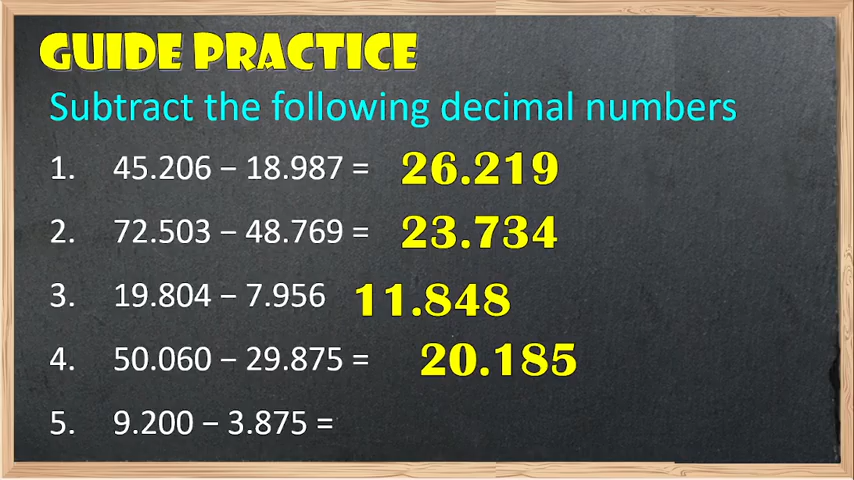 GUIDE PRACTICE
Subtract the following decimal numbers
1. 45.206 – 18.987 = 26.219
2. 72.503 – 48.769 = 23.734
3. 19.804 – 7.956 11.848
4. 50.060 – 29.875 = 20.185
5. 9.200 – 3.875 =